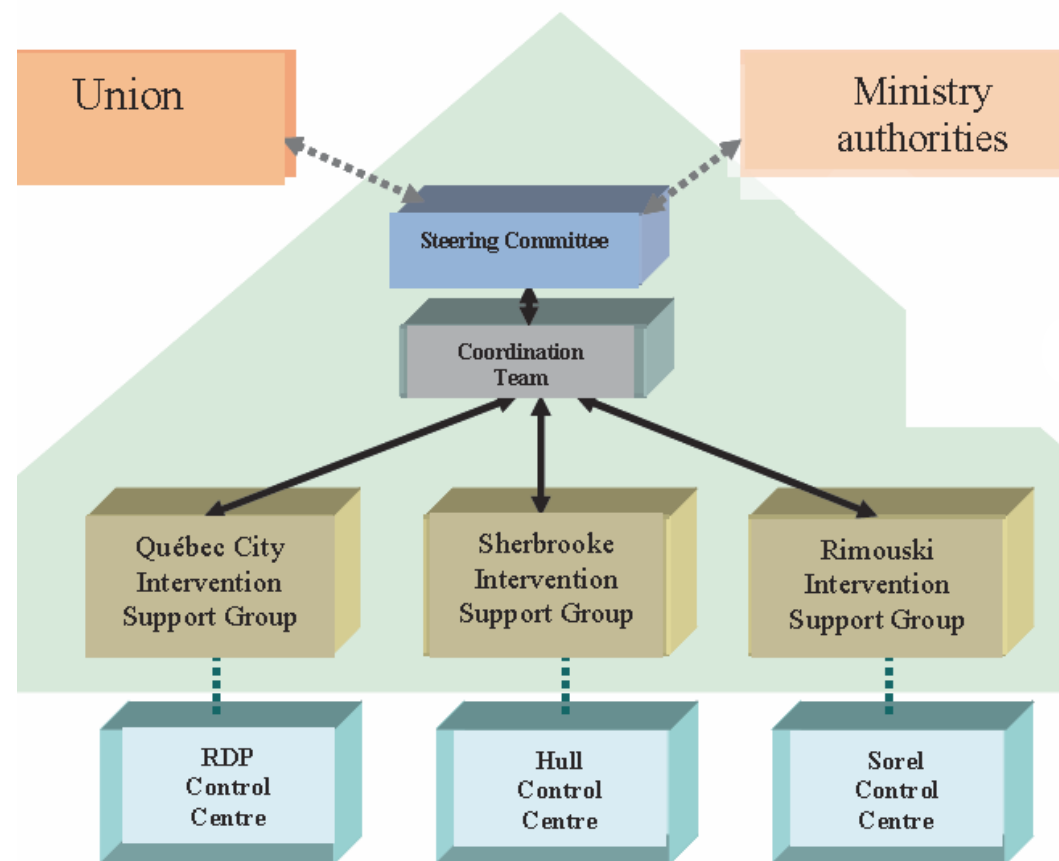 Union
Ministry
authorities
Steering Committee
Coordination
Team
Québec City
Intervention
Support Group
Sherbrooke
Intervention
Support Group
Rimouski
Intervention
Support Group
RDP
Control
Centre
Hull
Control
Centre
Sorel
Control
Centre